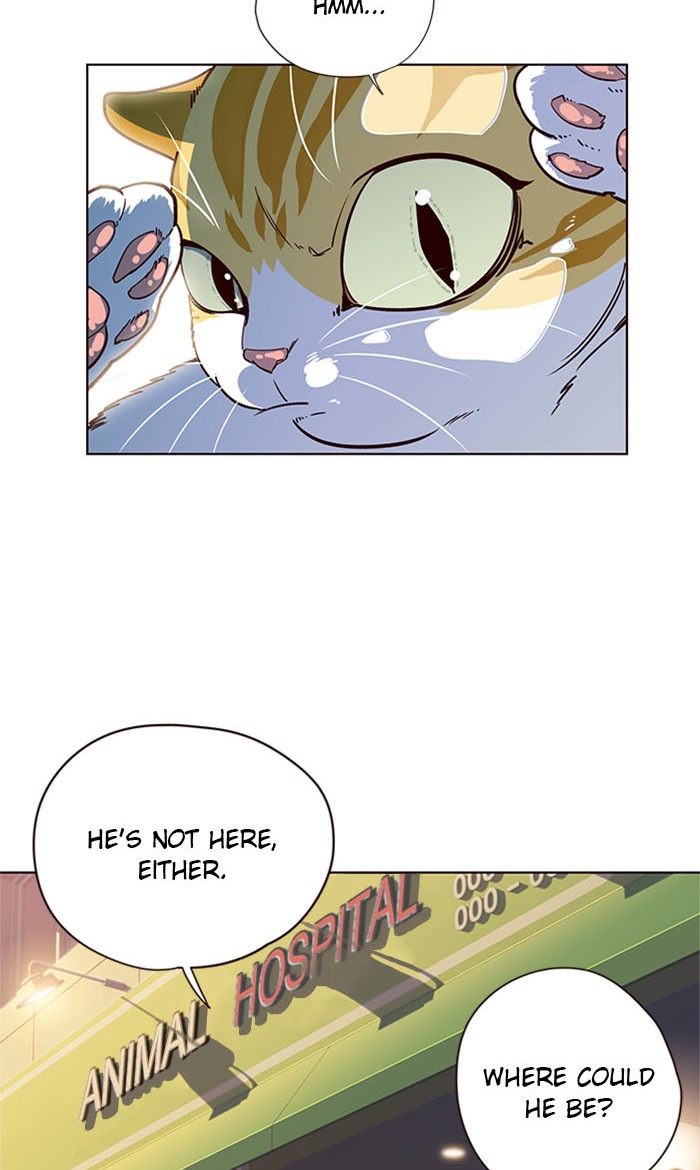 HMM...
HE'S NOT HERE,
EITHER.
ANIMAL HOSPITAL
WHERE COULD
HE BE?